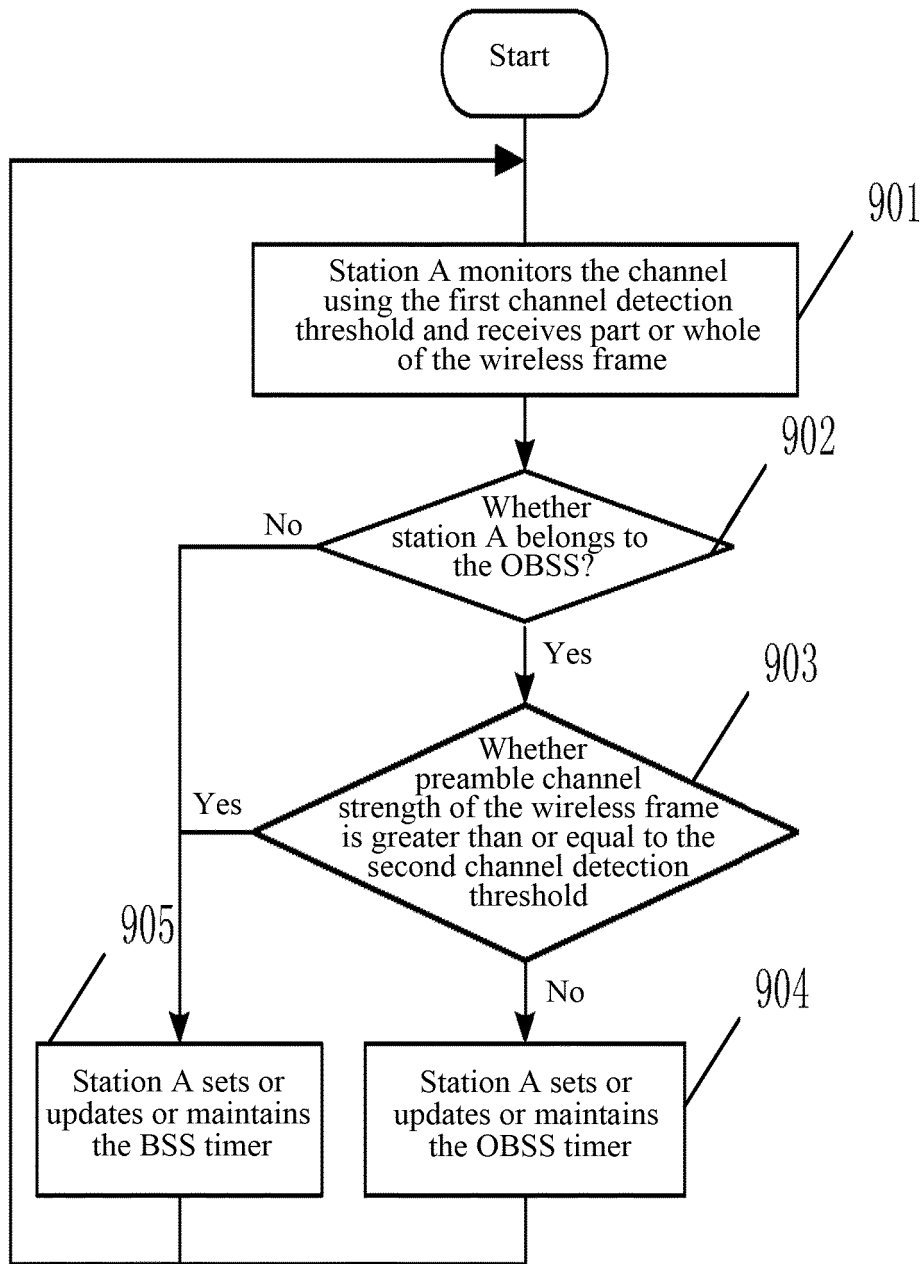 Start
901
Station A monitors the channel
using the first channel detection
threshold and receives part or whole
of the wireless frame
902
Whether
station A belongs to
the OBSS?
No
Yes
903
Whether
preamble channel
strength of the wireless frame
is greater than or equal to the
second channel detection
threshold
Yes
No
905
Station A sets or
updates or maintains
the BSS timer
904
Station A sets or
updates or maintains
the OBSS timer